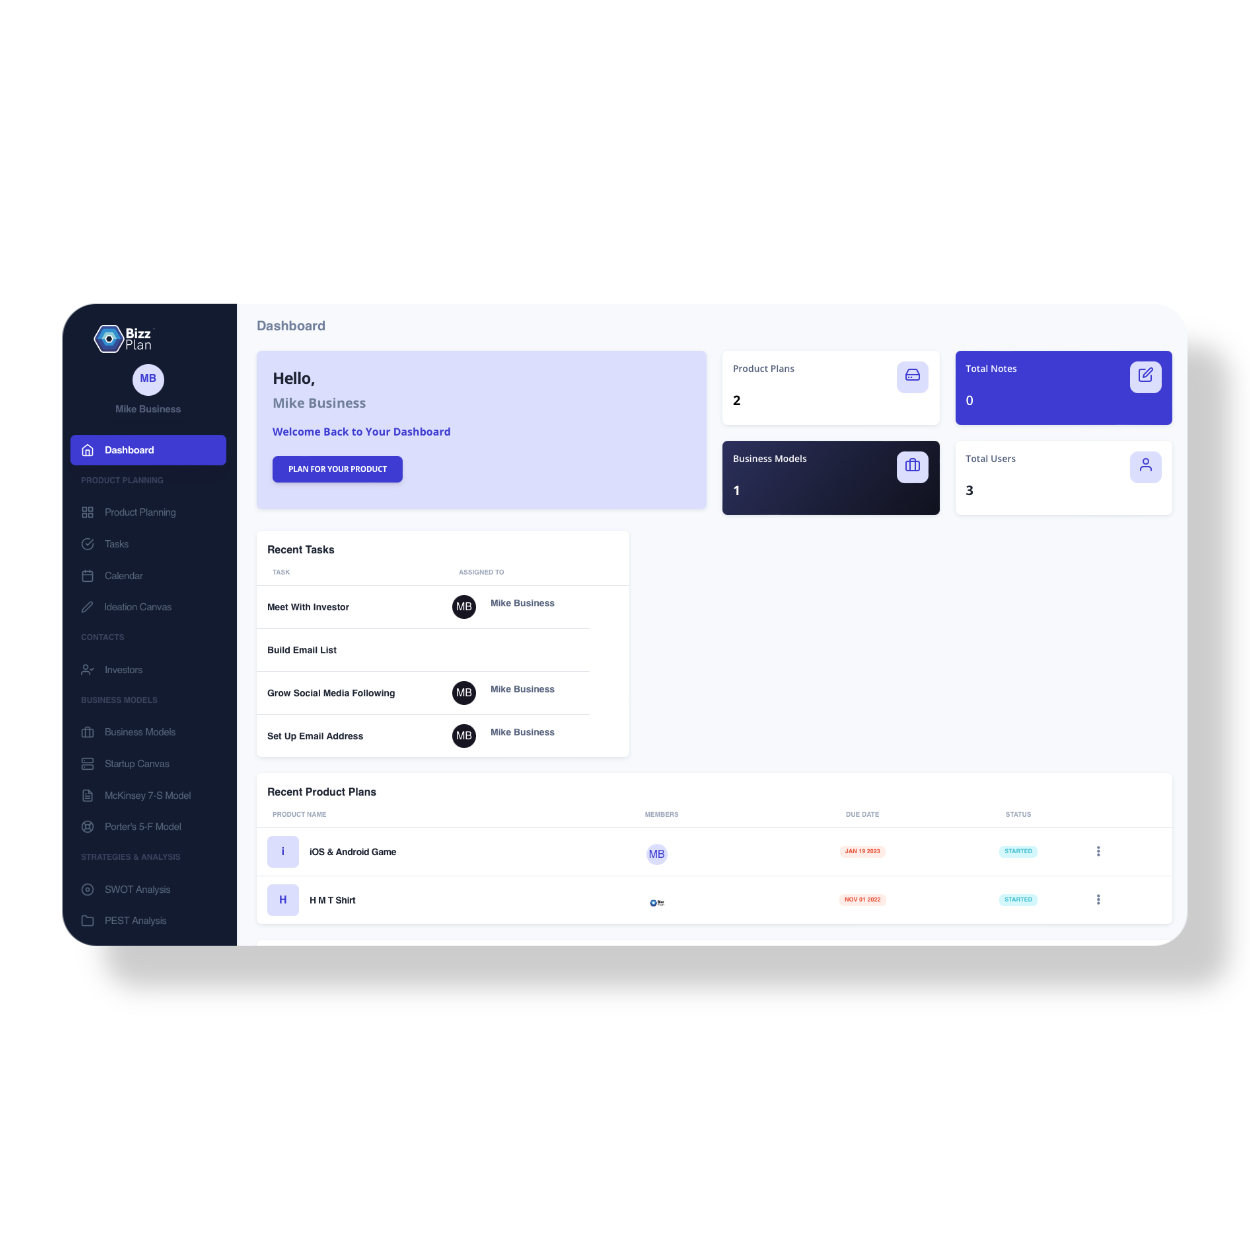 Bizz
Plan
MB
Mike Business
Dashboard
PRODUCT PLANNING
Product Planning
Tasks
Calendar
Ideation Canvas
CONTACTS
Investors
BUSINESS MODELS
Business Models
Startup Canvas
McKinsey 7-S Model
Porter's 5-F Model
STRATEGIES & ANALYSIS
SWOT Analysis
PEST Analysis
Dashboard
Hello,
Mike Business
Welcome Back to Your Dashboard
PLAN FOR YOUR PRODUCT
Product Plans
2
Total Notes
0
Business Models
1
Total Users
3
Recent Tasks
TASK ASSIGNED TO
Meet With Investor MB Mike Business
Build Email List
Grow Social Media Following MB Mike Business
Set Up Email Address MB Mike Business
Recent Product Plans
PRODUCT NAME MEMBERS DUE DATE STATUS
i iOS & Android Game MB JAN 19 2023 STARTED
H H M T Shirt Bizz Plan NOV 01 2022 STARTED